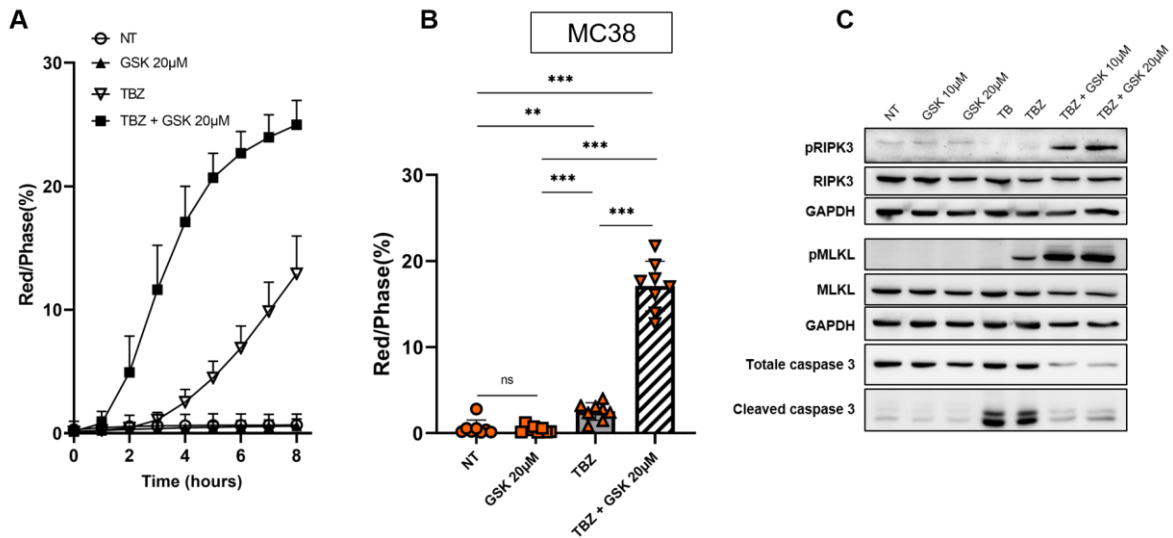 A
NT
GSK 20µM
TBZ
TBZ + GSK 20µM
Red/Phase(%)
30
20
10
0
0 2 4 6 8
Time (hours)
B
MC38
***
**
***
***
***
ns
Red/Phase(%)
30
20
10
0
NT
GSK 20µM
TBZ
TBZ + GSK 20µM
C
NT
GSK 10µM
GSK 20µM
TB
TBZ
TBZ + GSK 10µM
TBZ + GSK 20µM
pRIPK3
RIPK3
GAPDH
pMLKL
MLKL
GAPDH
Totale caspase 3
Cleaved caspase 3